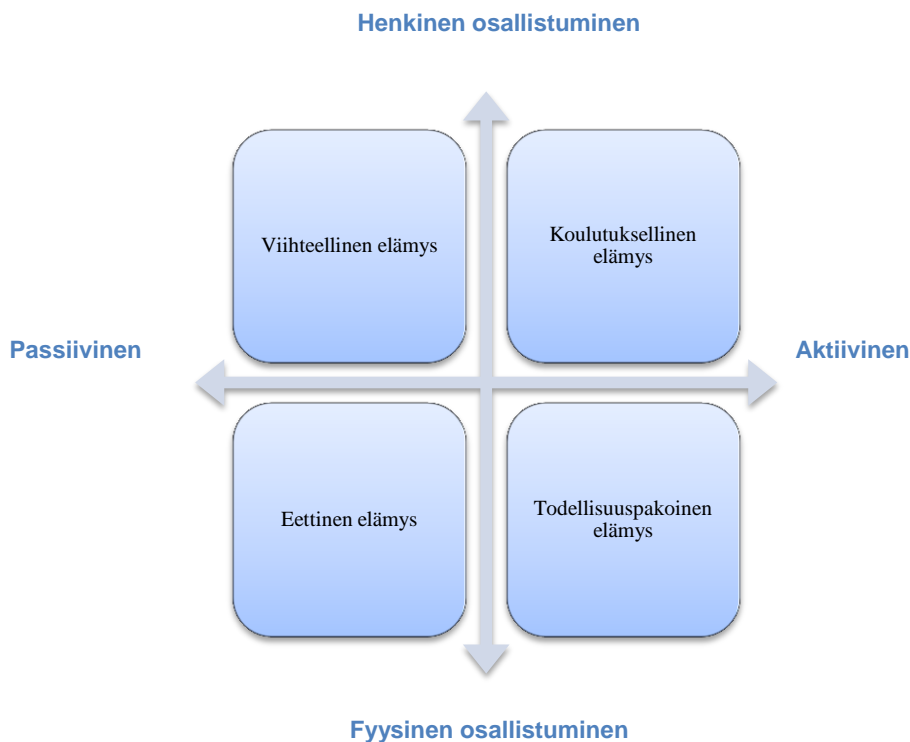 Henkinen osallistuminen
Viihteellinen elämys
Koulutuksellinen
elämys
Passiivinen
Aktiivinen
Eettinen elämys
Todellisuuspakoinen
elämys
Fyysinen osallistuminen